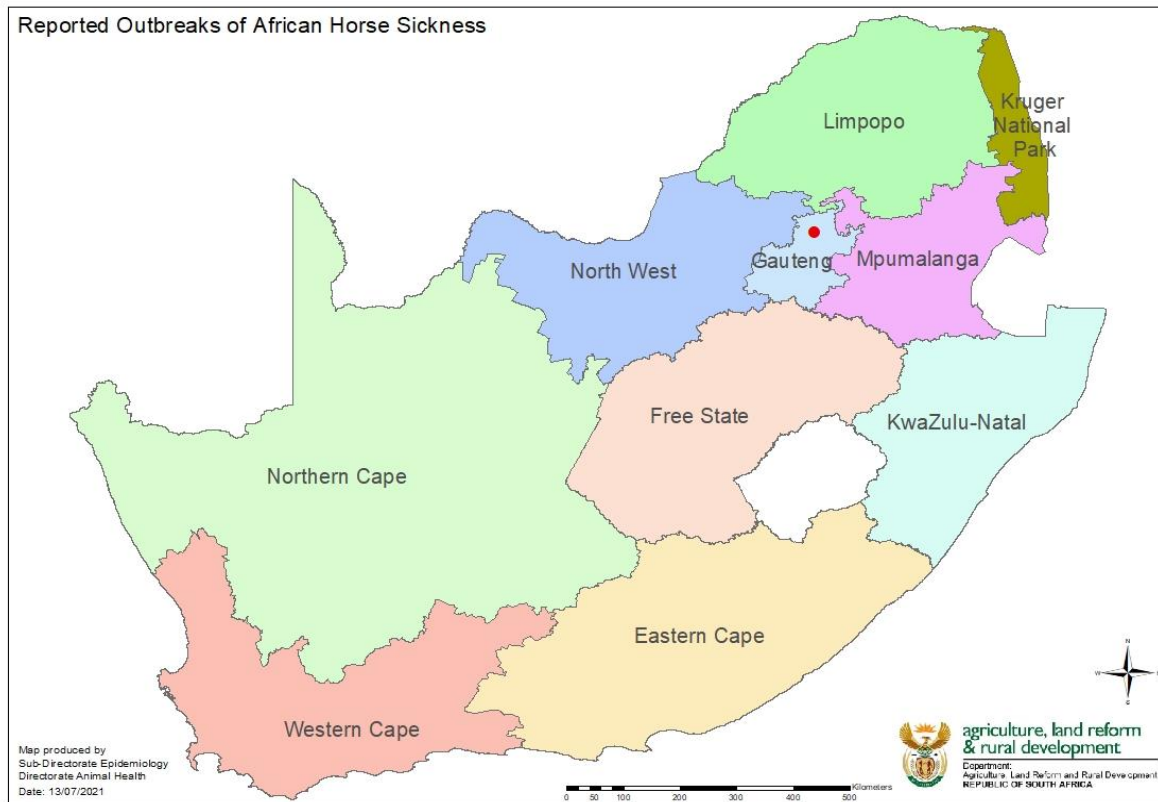 Reported Outbreaks of African Horse Sickness
Limpopo
Kruger
National
Park
North West
Gauteng
Mpumalanga
Free State
KwaZulu-Natal
Northern Cape
Eastern Cape
Western Cape
N
W
S
Map produced by
Sub-Directorate Epidemiology
Directorate Animal Health
Date: 13/07/2021
Kilometers
0 50 100 200 300 400 500
agriculture, land reform
& rural development
Department:
Agriculture, Land Reform and Rural Development
REPUBLIC OF SOUTH AFRICA